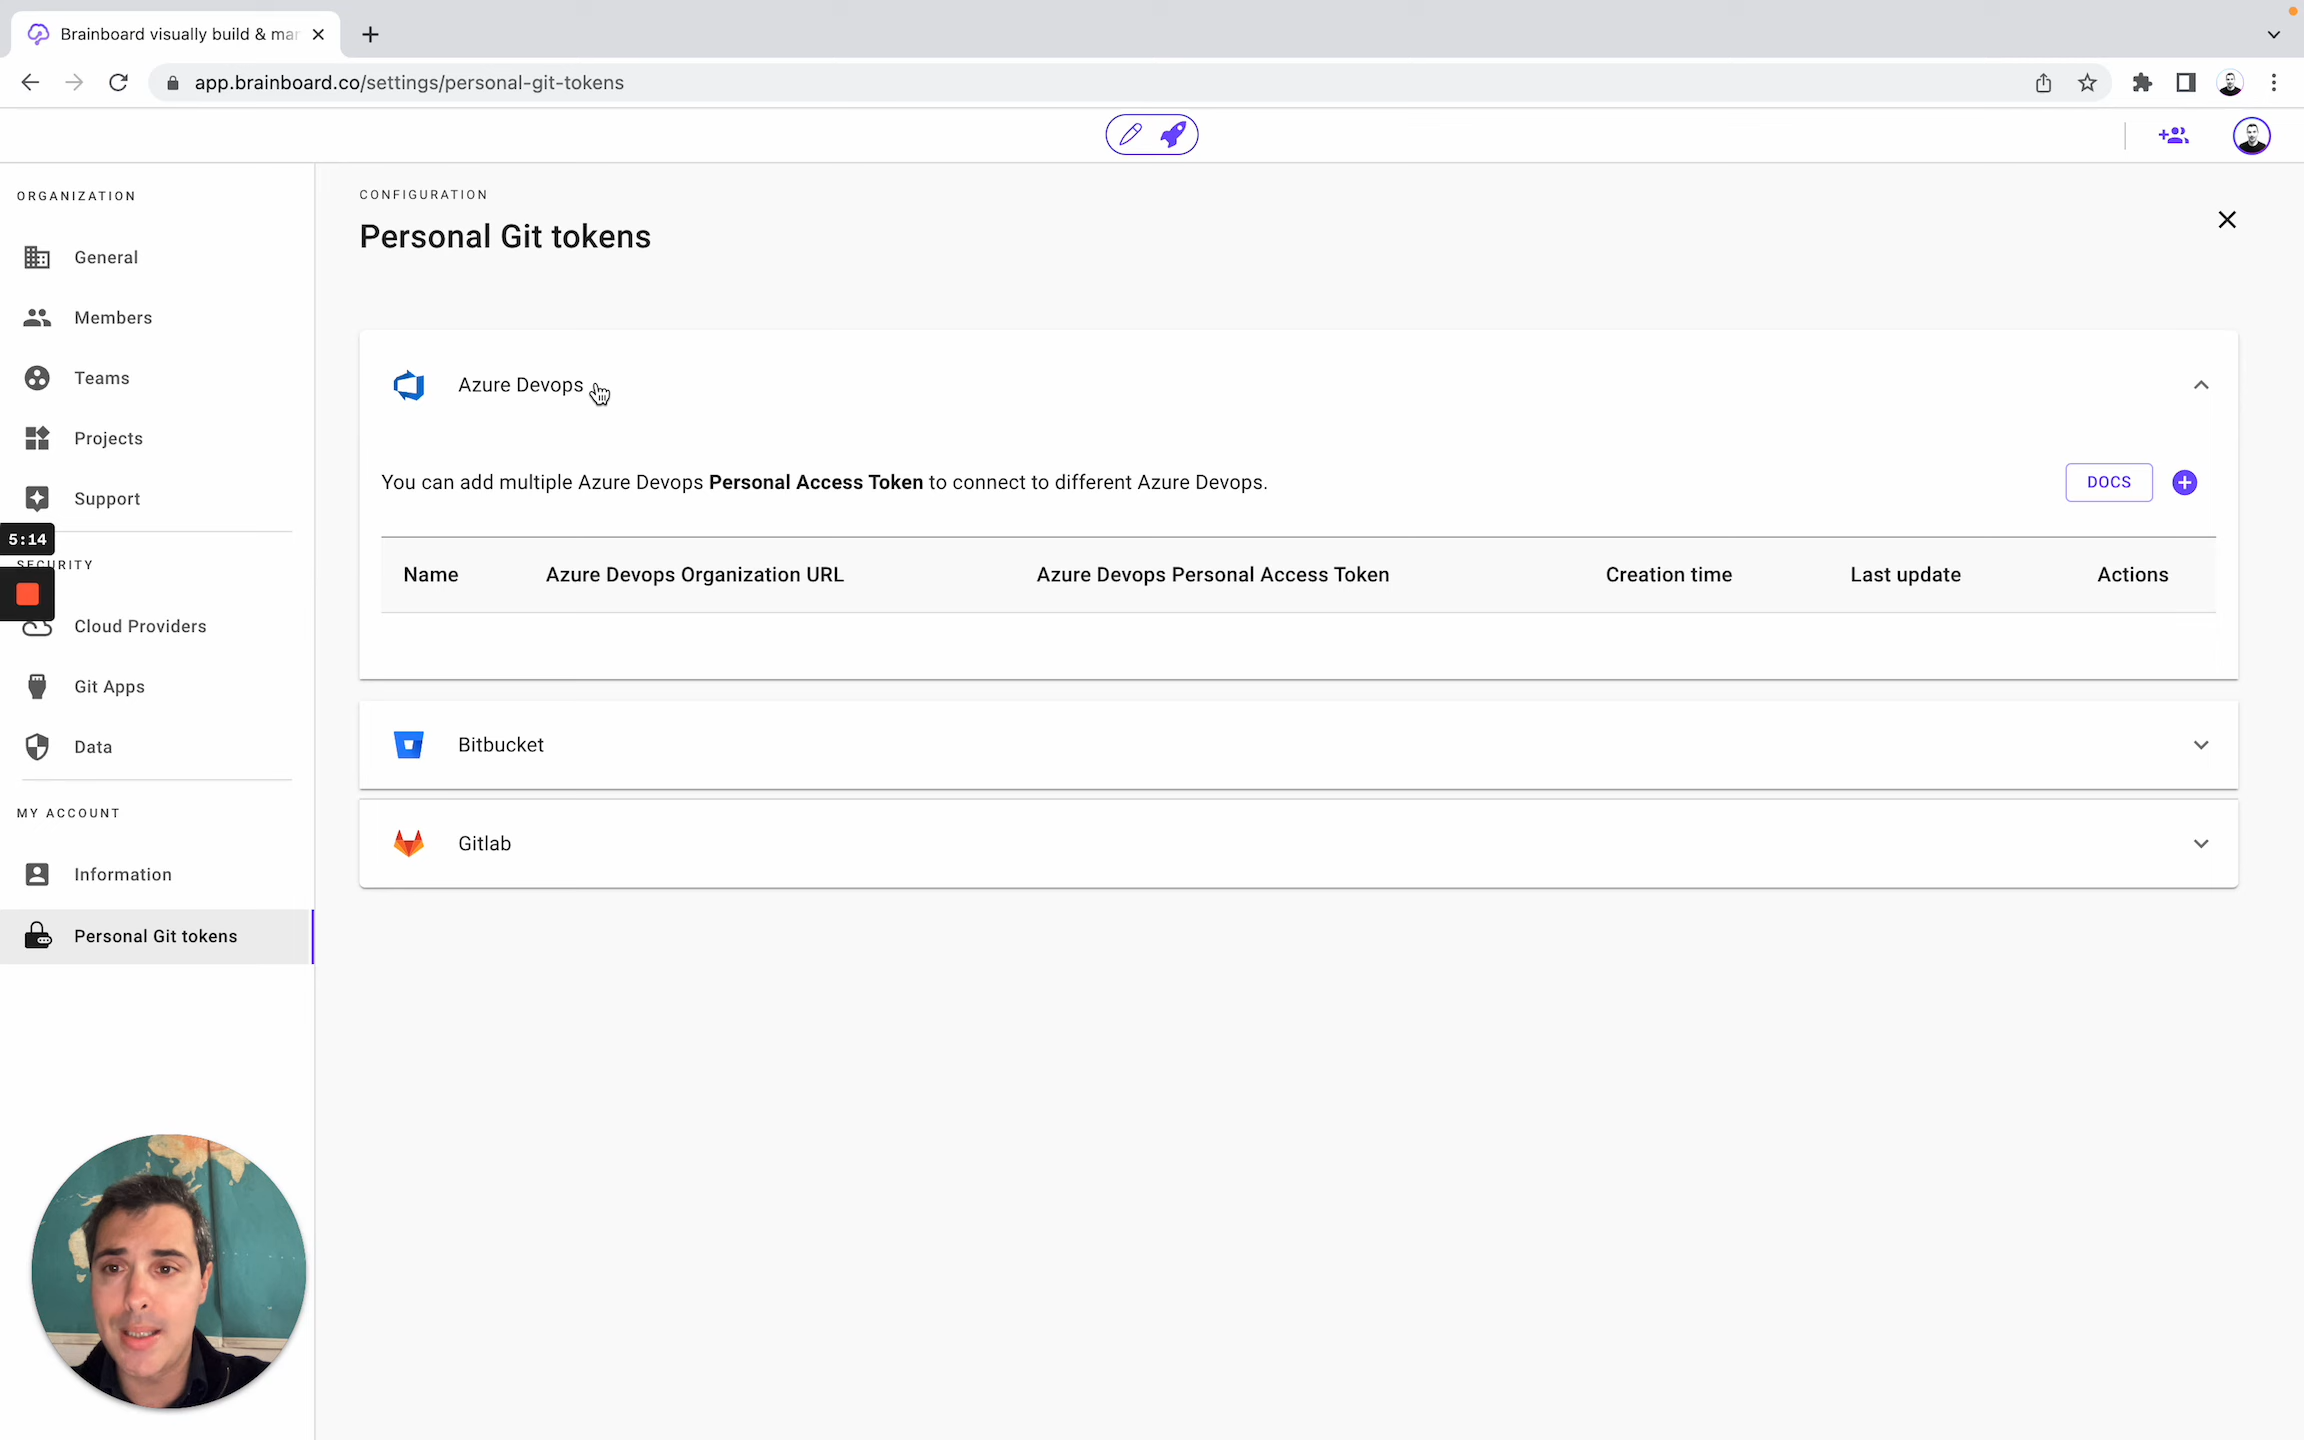 Brainboard visually build & mar
app.brainboard.co/settings/personal-git-tokens
ORGANIZATION
General
Members
Teams
Projects
Support
5:14
SECURITY
Cloud Providers
Git Apps
Data
MY ACCOUNT
Information
Personal Git tokens
CONFIGURATION
Personal Git tokens
Azure Devops
You can add multiple Azure Devops Personal Access Token to connect to different Azure Devops.
DOCS
Name Azure Devops Organization URL Azure Devops Personal Access Token Creation time Last update Actions
Bitbucket
Gitlab